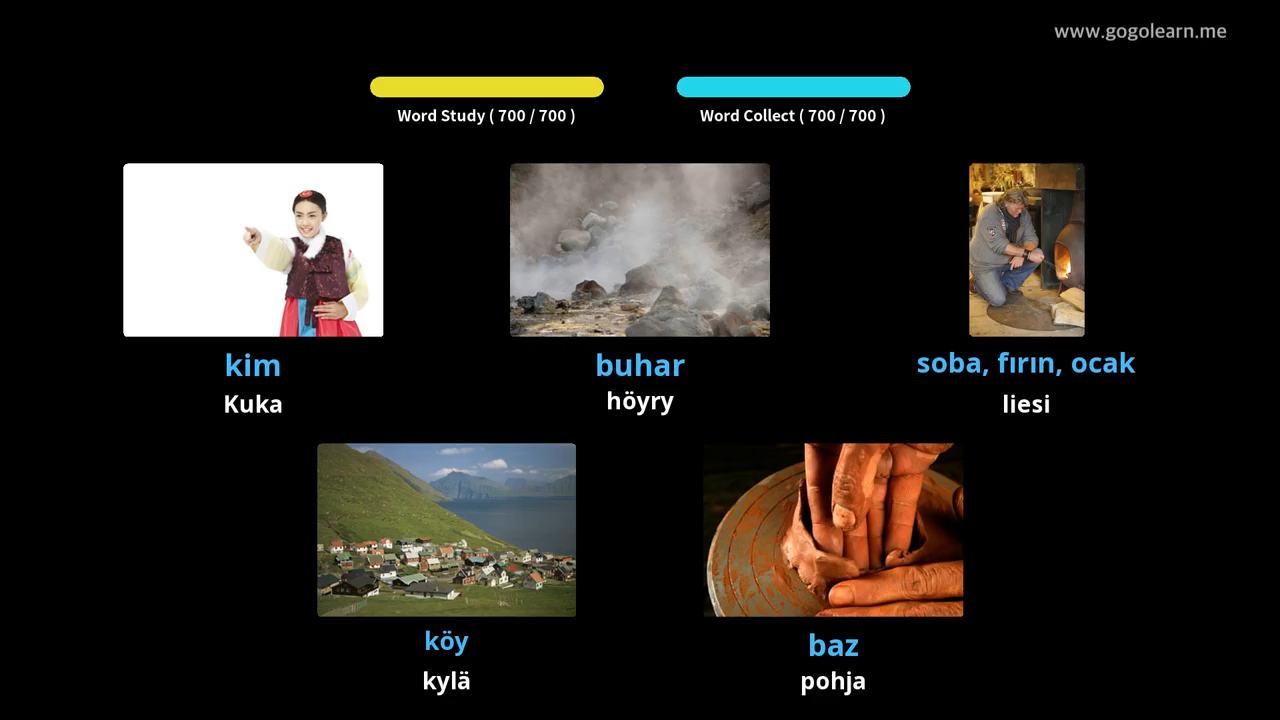 www.gogolearn.me
Word Study ( 700 / 700 )
Word Collect ( 700 / 700 )
kim
Kuka
buhar
höyry
soba, fırın, ocak
liesi
köy
kylä
baz
pohja